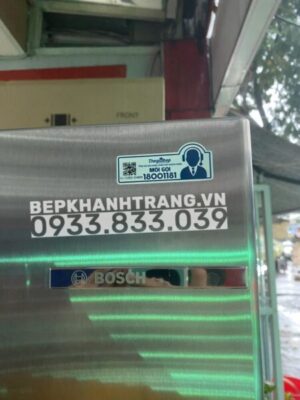 FRONT
MỜI GỌI
18001181
BEPKHANHTRANG.VN
0933.833.039
BOSCH